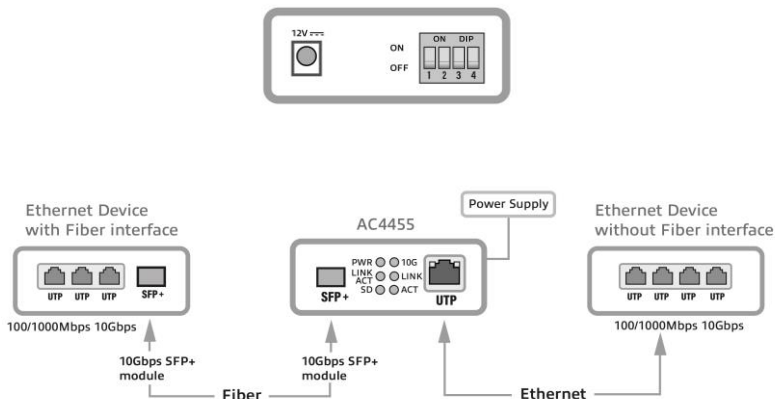 12V
ON DIP
ON
OFF
1 2 3 4
Ethernet Device
with Fiber interface
UTP UTP UTP SFP+
100/1000Mbps 10Gbps
10Gbps SFP+
module
Fiber
AC4455
PWR 10G
LINK
ACT LINK
SD ACT
SFP+
UTP
Power Supply
10Gbps SFP+
module
Ethernet
Ethernet Device
without Fiber interface
UTP UTP UTP UTP
100/1000Mbps 10Gbps